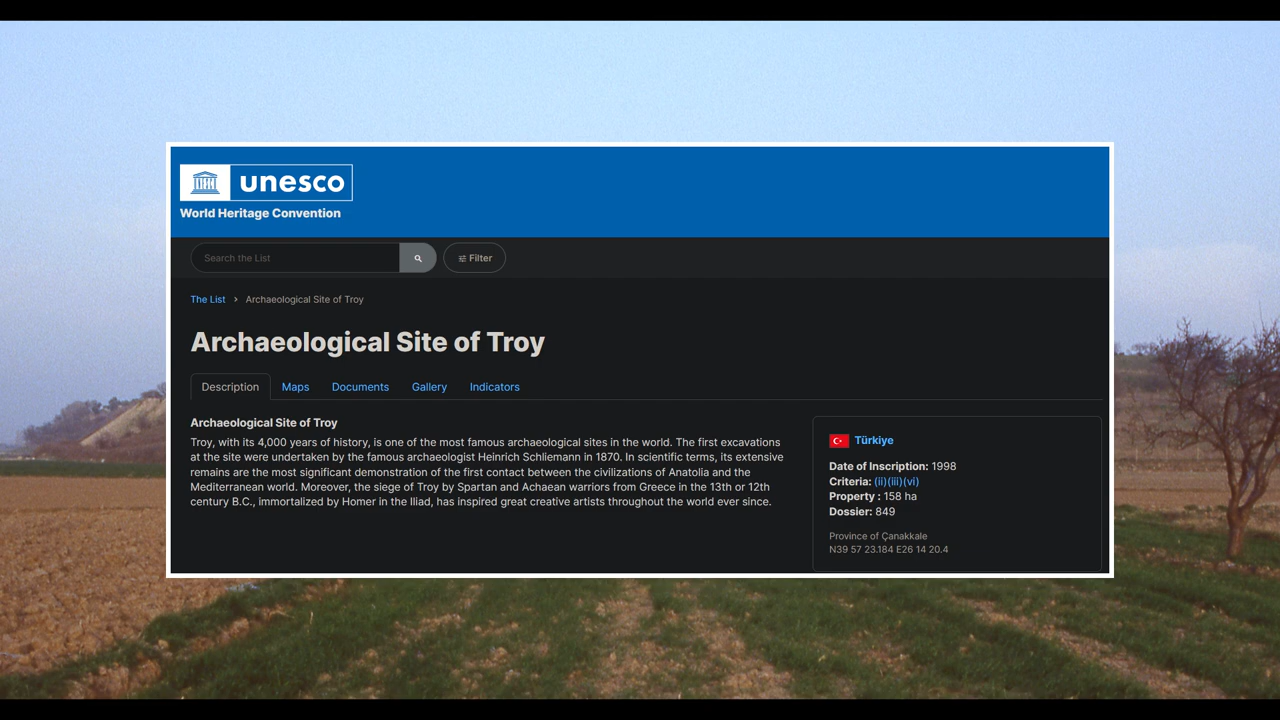 unesco
World Heritage Convention
Search the List
Filter
The List > Archaeological Site of Troy
Archaeological Site of Troy
Description Maps Documents Gallery Indicators
Archaeological Site of Troy
Troy, with its 4,000 years of history, is one of the most famous archaeological sites in the world. The first excavations
at the site were undertaken by the famous archaeologist Heinrich Schliemann in 1870. In scientific terms, its extensive
remains are the most significant demonstration of the first contact between the civilizations of Anatolia and the
Mediterranean world. Moreover, the siege of Troy by Spartan and Achaean warriors from Greece in the 13th or 12th
century B.C., immortalized by Homer in the Iliad, has inspired great creative artists throughout the world ever since.
Türkiye
Date of Inscription: 1998
Criteria: (ii)(iii)(vi)
Property : 158 ha
Dossier: 849
Province of Çanakkale
N39 57 23.184 E26 14 20.4